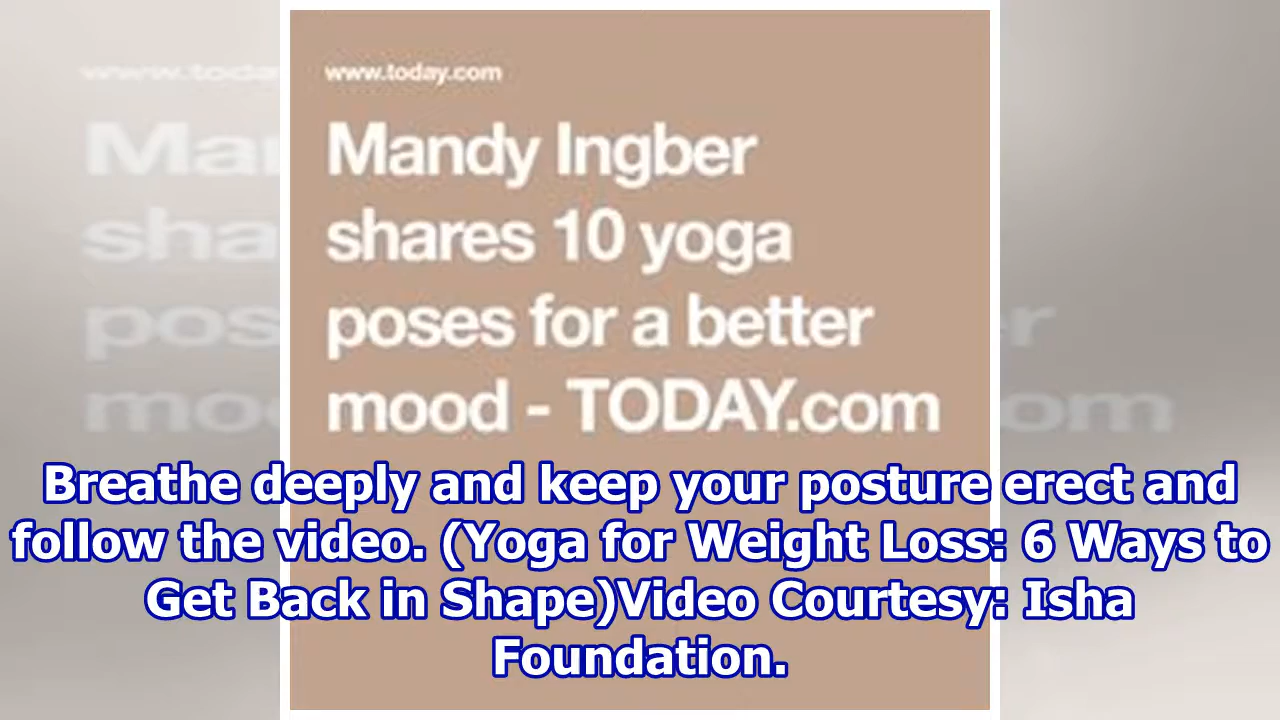 www.today.com
Mandy Ingber
shares 10 yoga
poses for a better
mood - TODAY.com
Breathe deeply and keep your posture erect and
follow the video. (Yoga for Weight Loss: 6 Ways to
Get Back in Shape)Video Courtesy: Isha
Foundation.